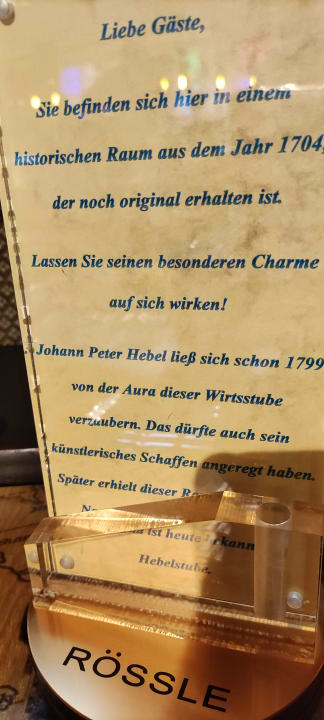 Liebe Gäste,
Sie befinden sich hier in einem
historischen Raum aus dem Jahr 1704,
der noch original erhalten ist.
Lassen Sie seinen besonderen Charme
auf sich wirken!
Johann Peter Hebel ließ sich schon 1799
von der Aura dieser Wirtsstube
verzaubern. Das dürfte auch sein
künstlerisches Schaffen angeregt haben.
Später erhielt dieser
ist heute
Hebelstube.
RÖSSLE